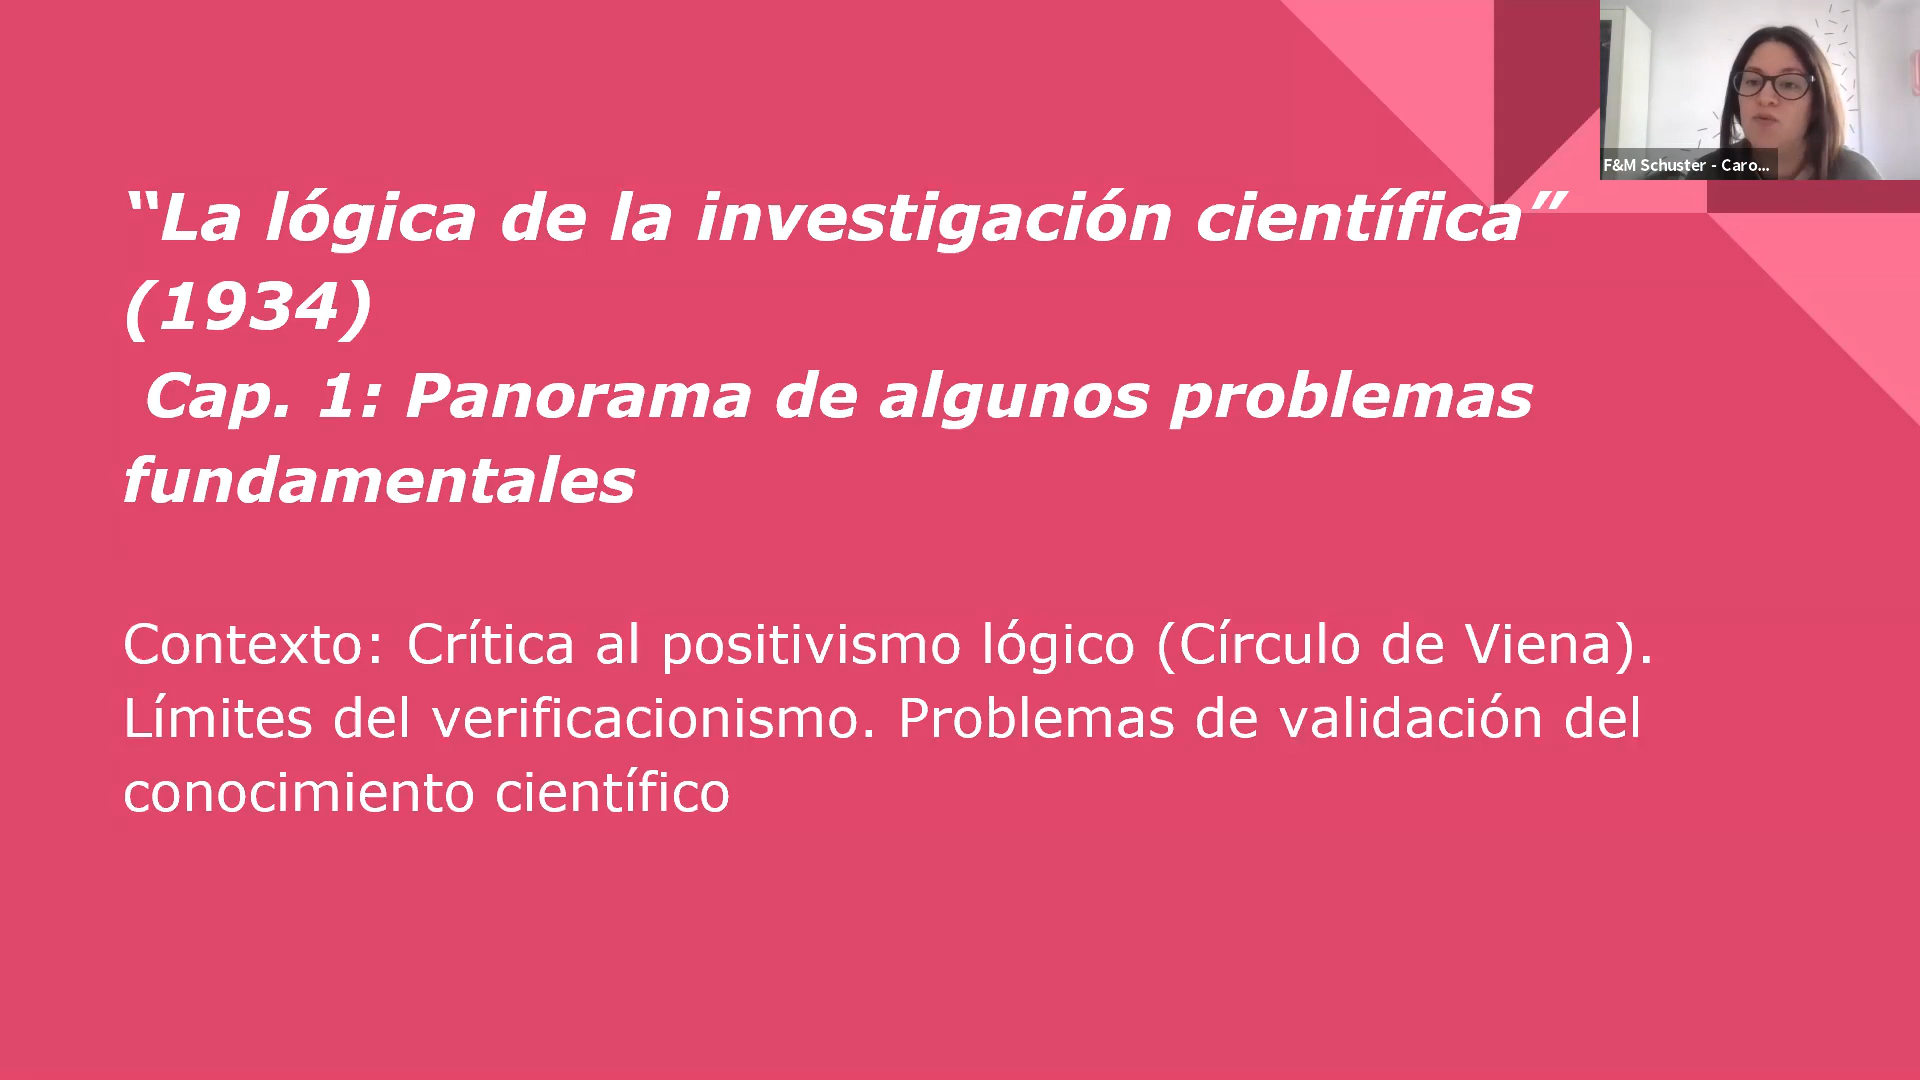 “La lógica de la investigación científica”
(1934)
Cap. 1: Panorama de algunos problemas
fundamentales
Contexto: Crítica al positivismo lógico (Círculo de Viena).
Límites del verificacionismo. Problemas de validación del
conocimiento científico
F&M Schuster - Caro...